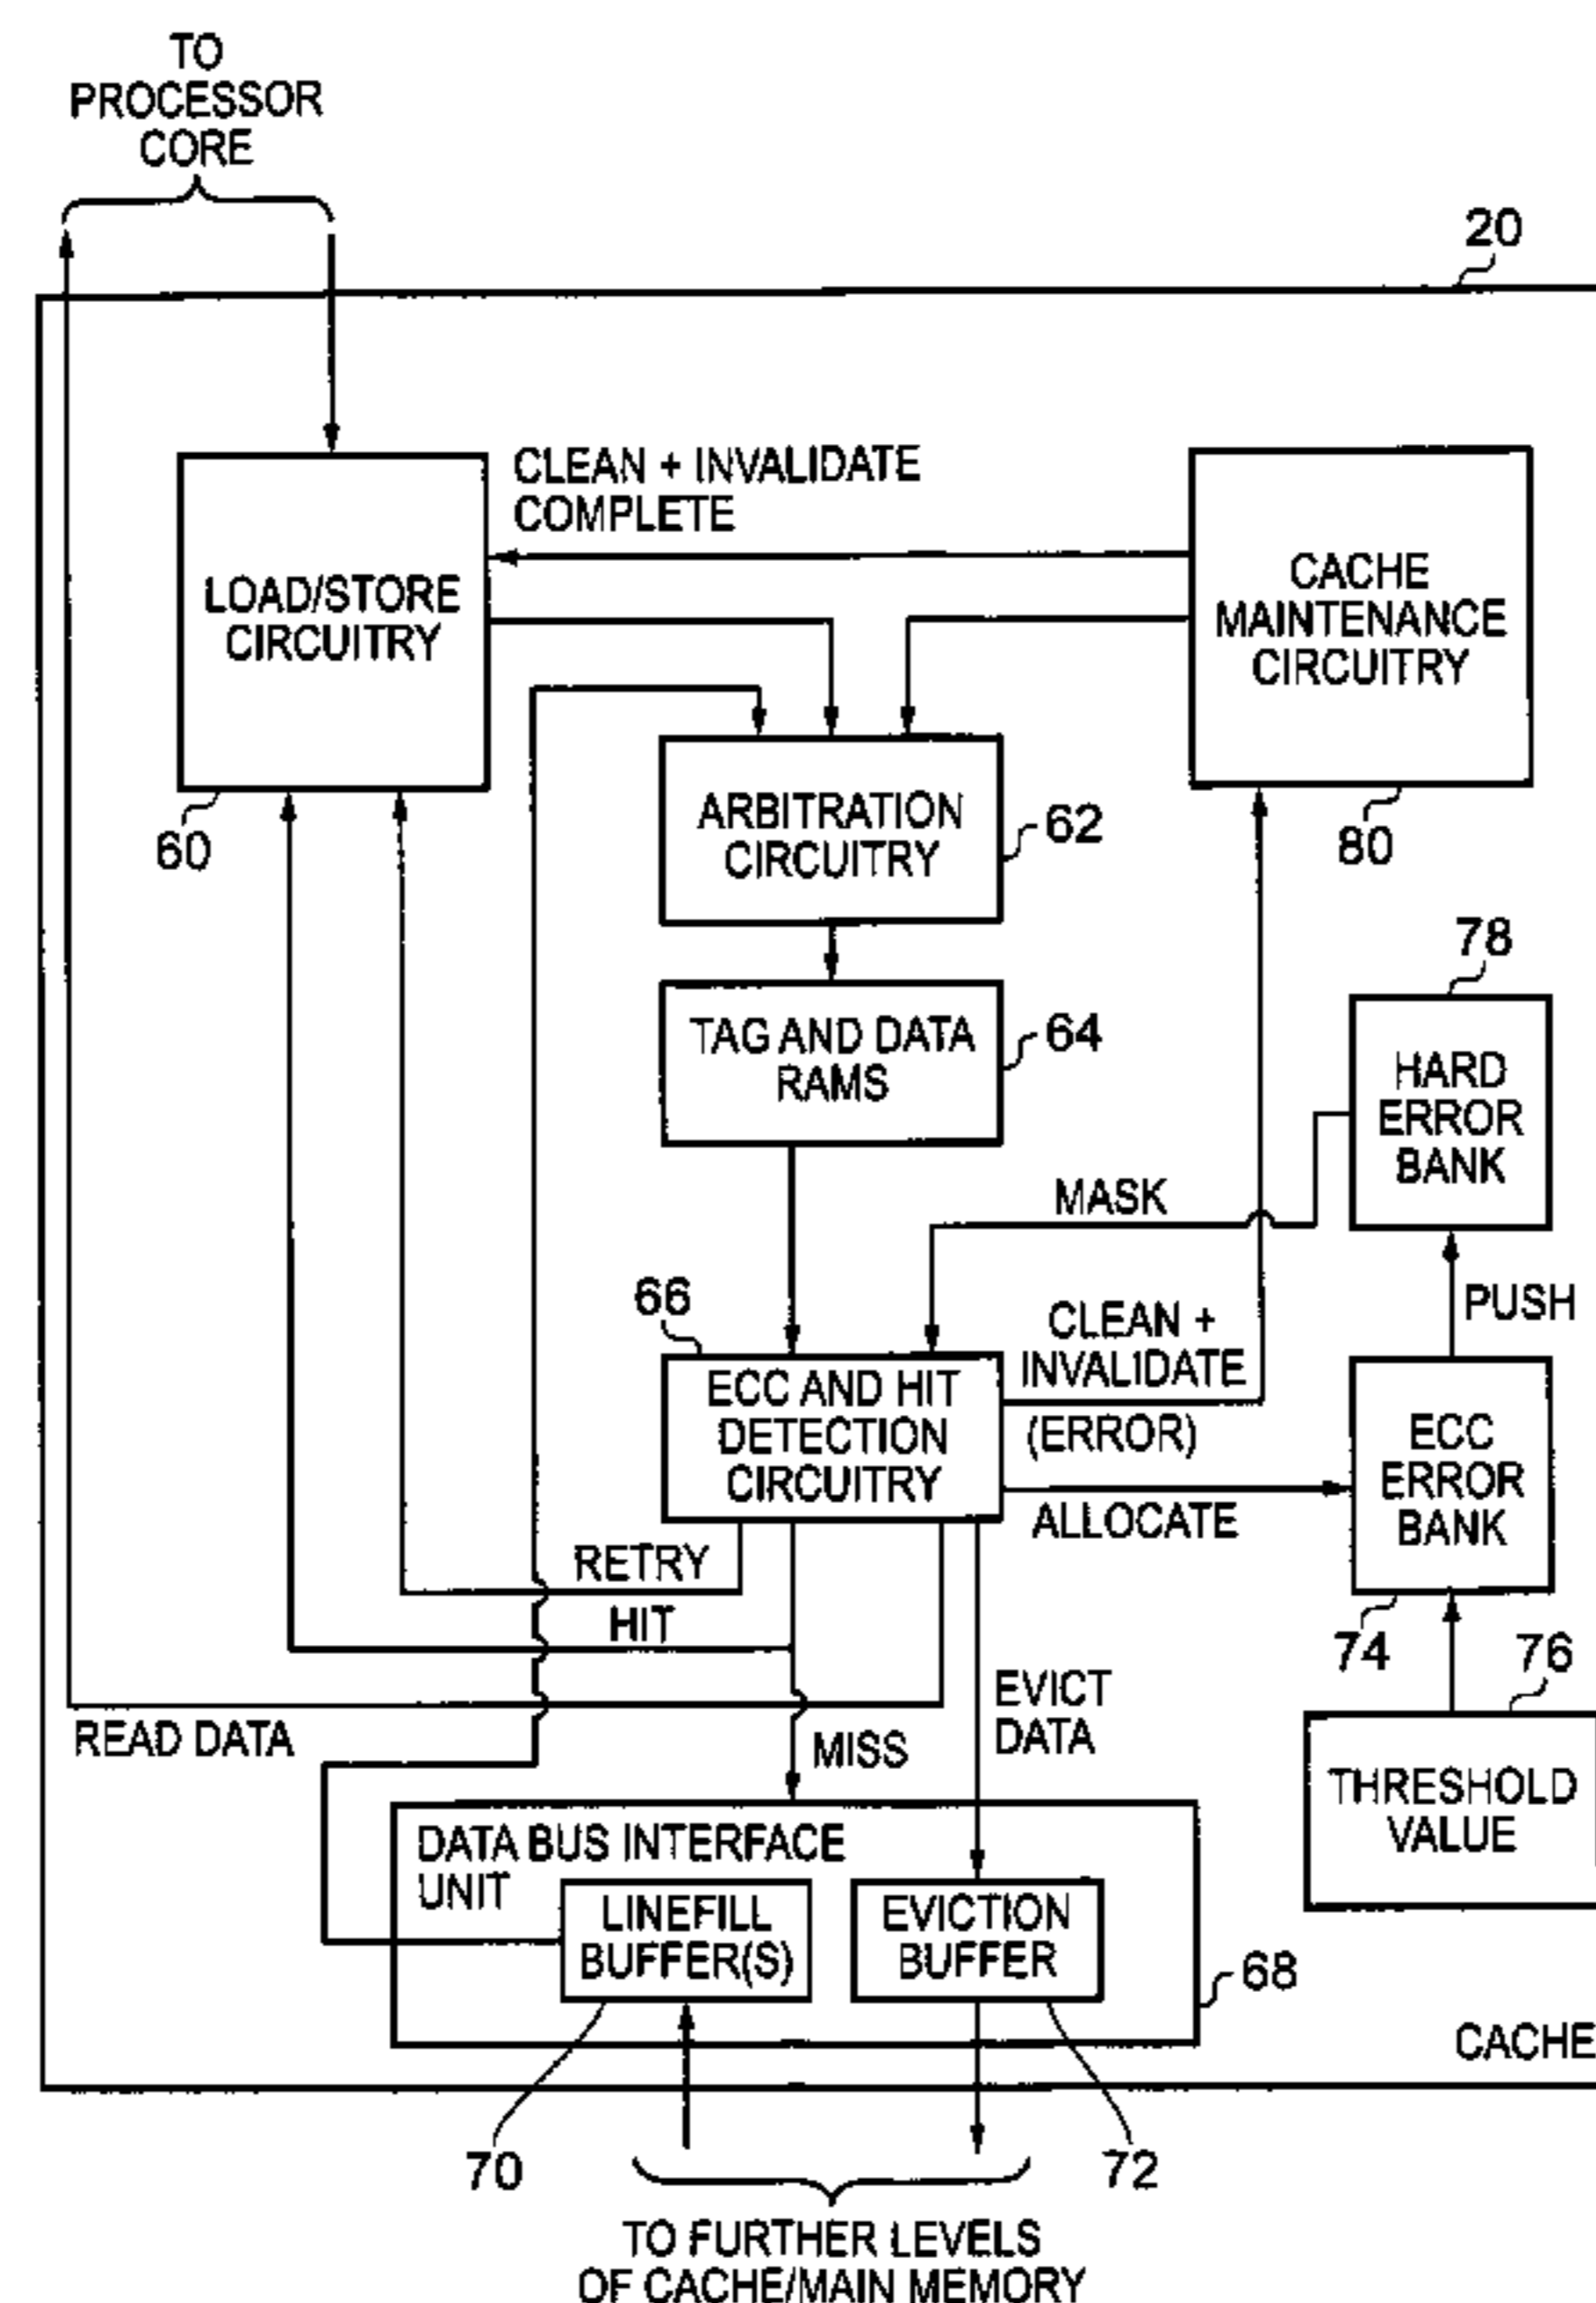 TO
PROCESSOR
CORE
20
CLEAN + INVALIDATE
COMPLETE
LOAD/STORE
CIRCUITRY
CACHE
MAINTENANCE
CIRCUITRY
60
ARBITRATION
CIRCUITRY
62
80
78
TAG AND DATA
RAMS
64
HARD
ERROR
BANK
MASK
PUSH
66
CLEAN +
INVALIDATE
(ERROR)
ECC AND HIT
DETECTION
CIRCUITRY
ECC
ERROR
BANK
ALLOCATE
RETRY
HIT
74
76
EVICT
DATA
READ DATA
MISS
THRESHOLD
VALUE
DATA BUS INTERFACE
UNIT
LINEFILL
BUFFER(S)
EVICTION
BUFFER
68
CACHE
70
72
TO FURTHER LEVELS
OF CACHE/MAIN MEMORY